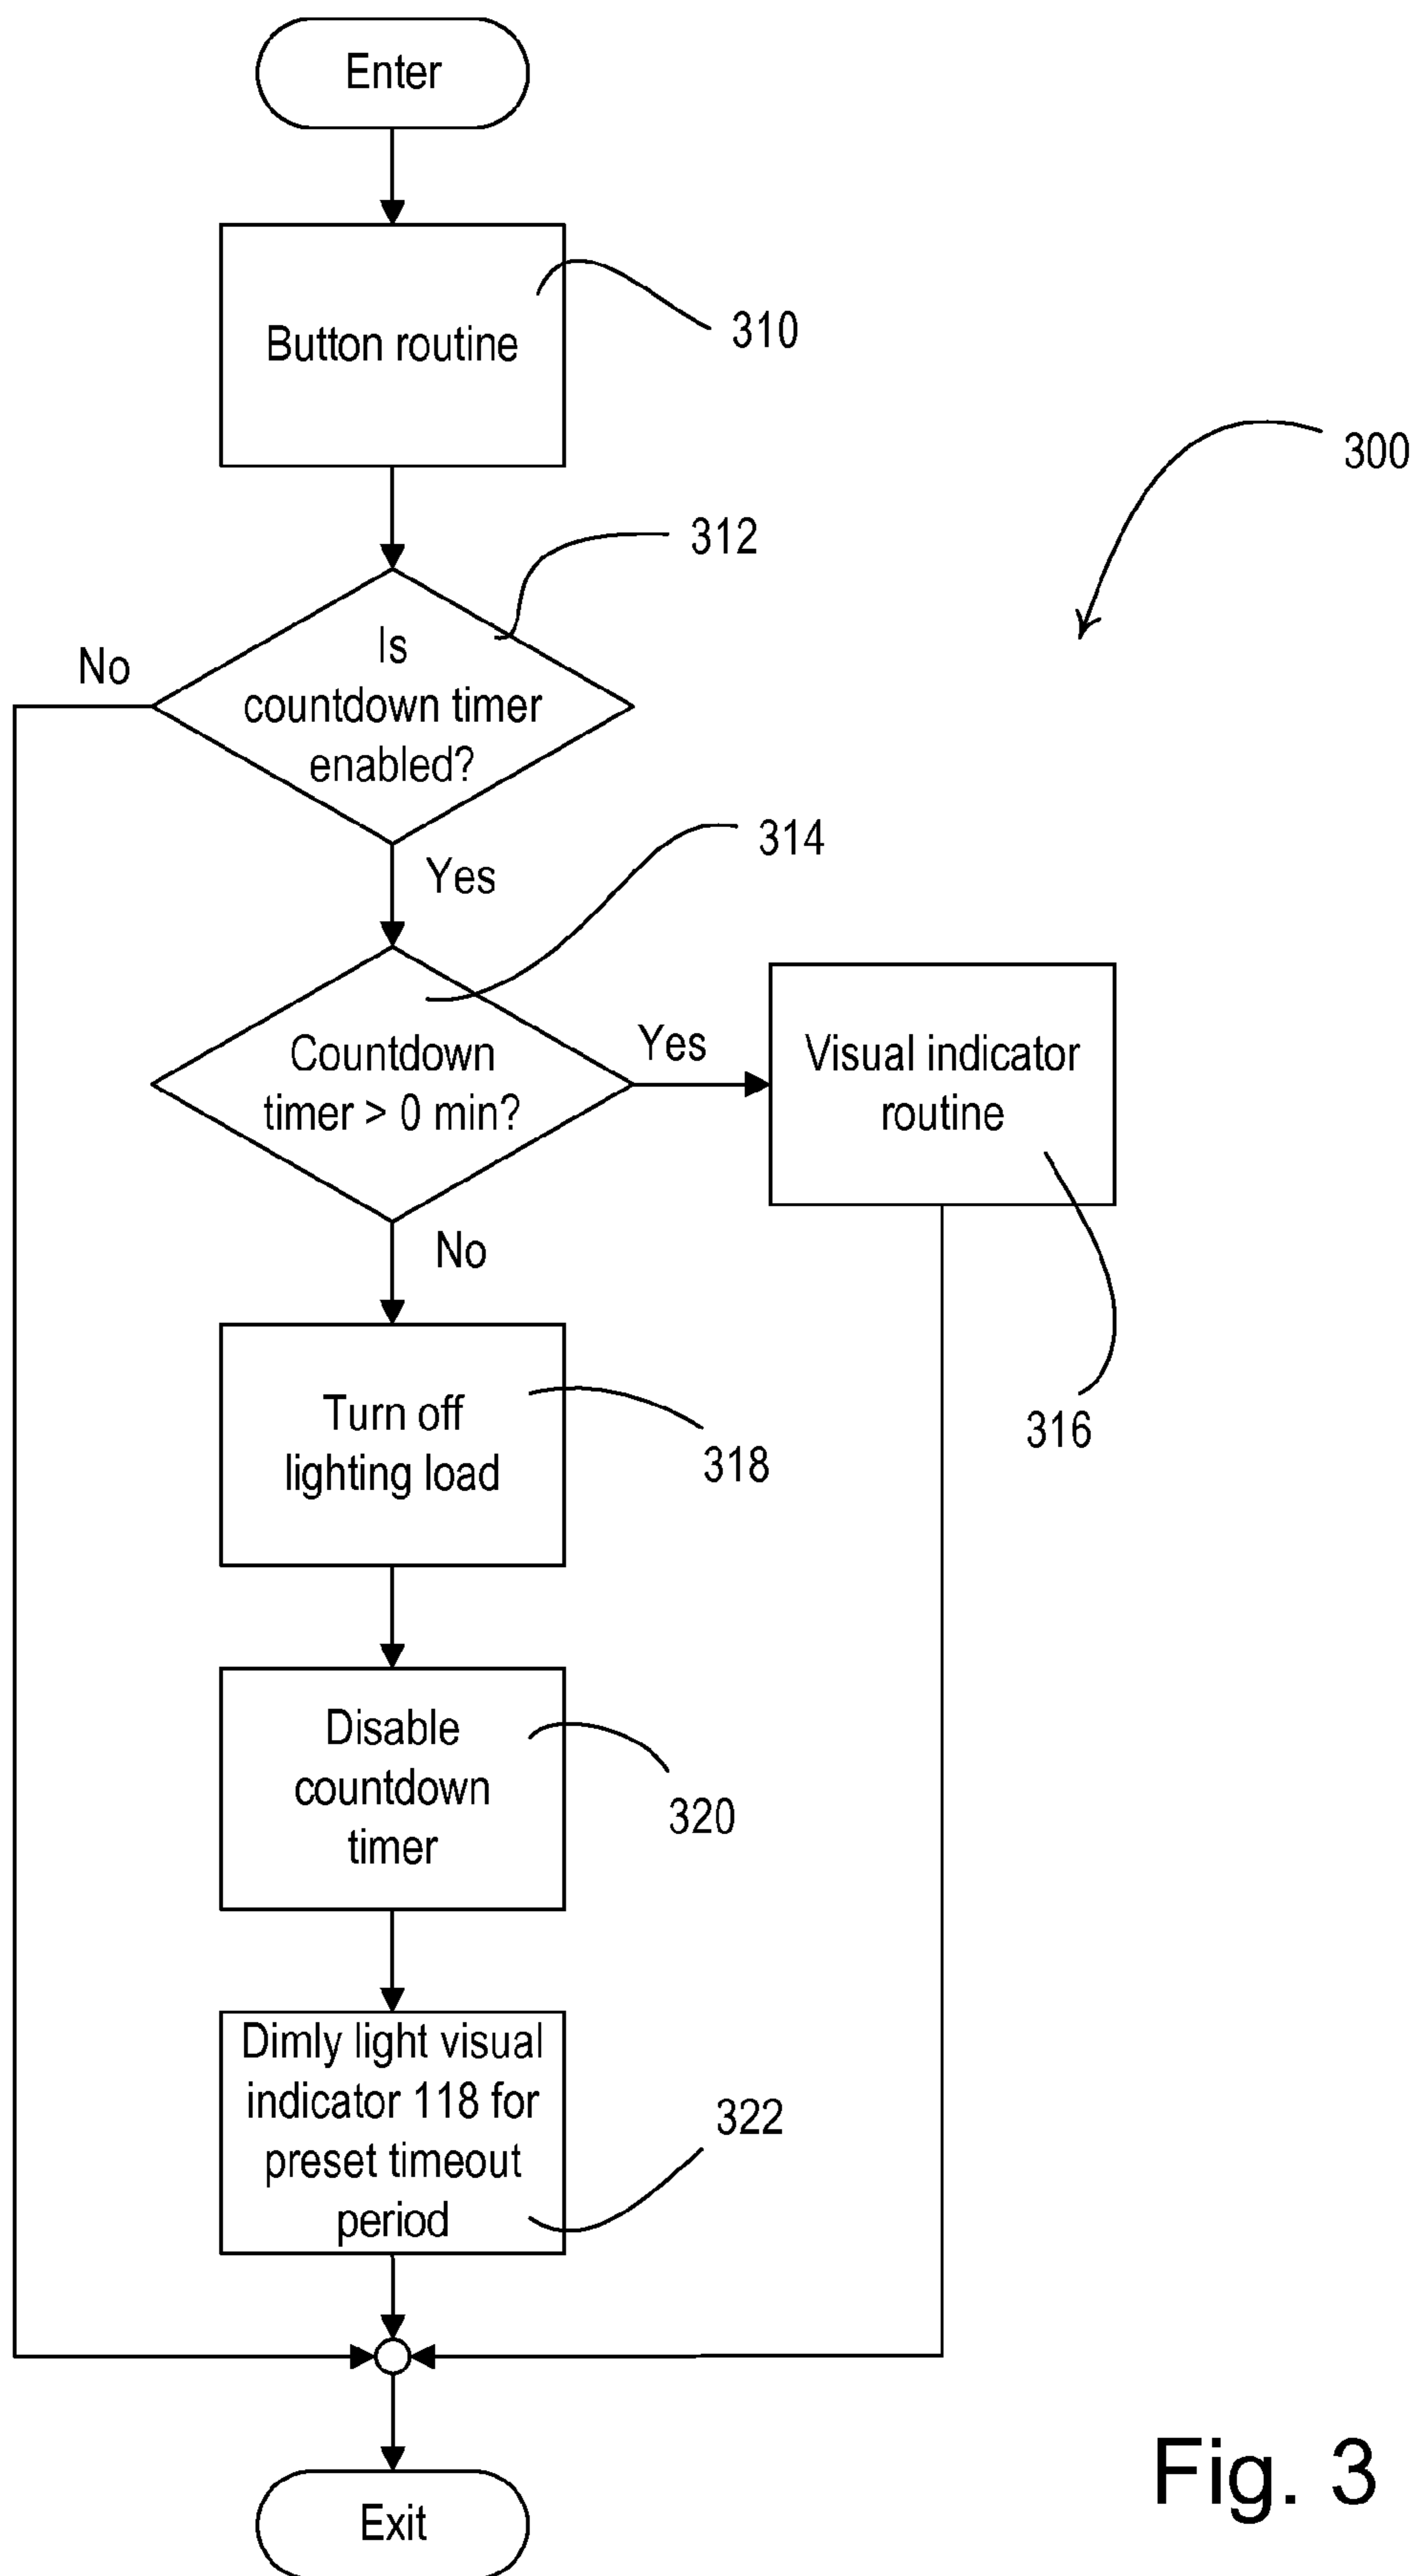 Enter
Button routine
310
300
312
Is
countdown timer
enabled?
No
Yes
314
Countdown
timer > 0 min?
Yes
Visual indicator
routine
316
No
Turn off
lighting load
318
Disable
countdown
timer
320
Dimly light visual
indicator 118 for
preset timeout
period
322
Exit
Fig. 3